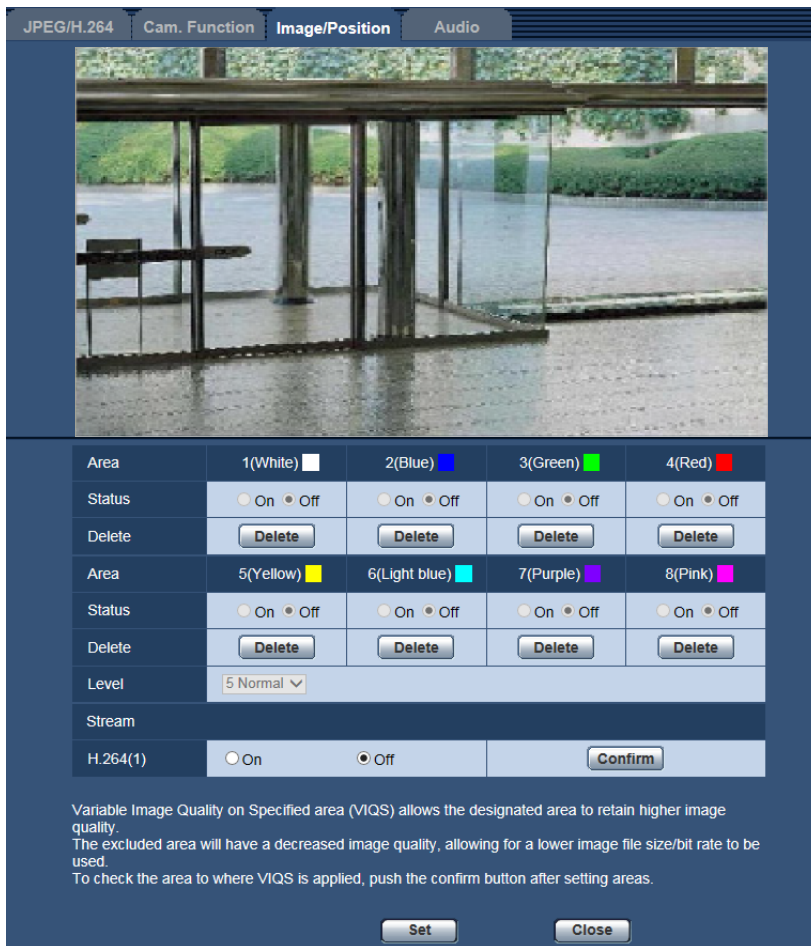 JPEG/H.264 Cam. Function Image/Position Audio
Area 1(White) 2(Blue) 3(Green) 4(Red)
Status On Off On Off On Off On Off
Delete Delete Delete Delete Delete
Area 5(Yellow) 6(Light blue) 7(Purple) 8(Pink)
Status On Off On Off On Off On Off
Delete Delete Delete Delete Delete
Level 5 Normal
Stream
H.264(1) On Off Confirm
Variable Image Quality on Specified area (VIQS) allows the designated area to retain higher image
quality.
The excluded area will have a decreased image quality, allowing for a lower image file size/bit rate to be
used.
To check the area to where VIQS is applied, push the confirm button after setting areas.
Set Close